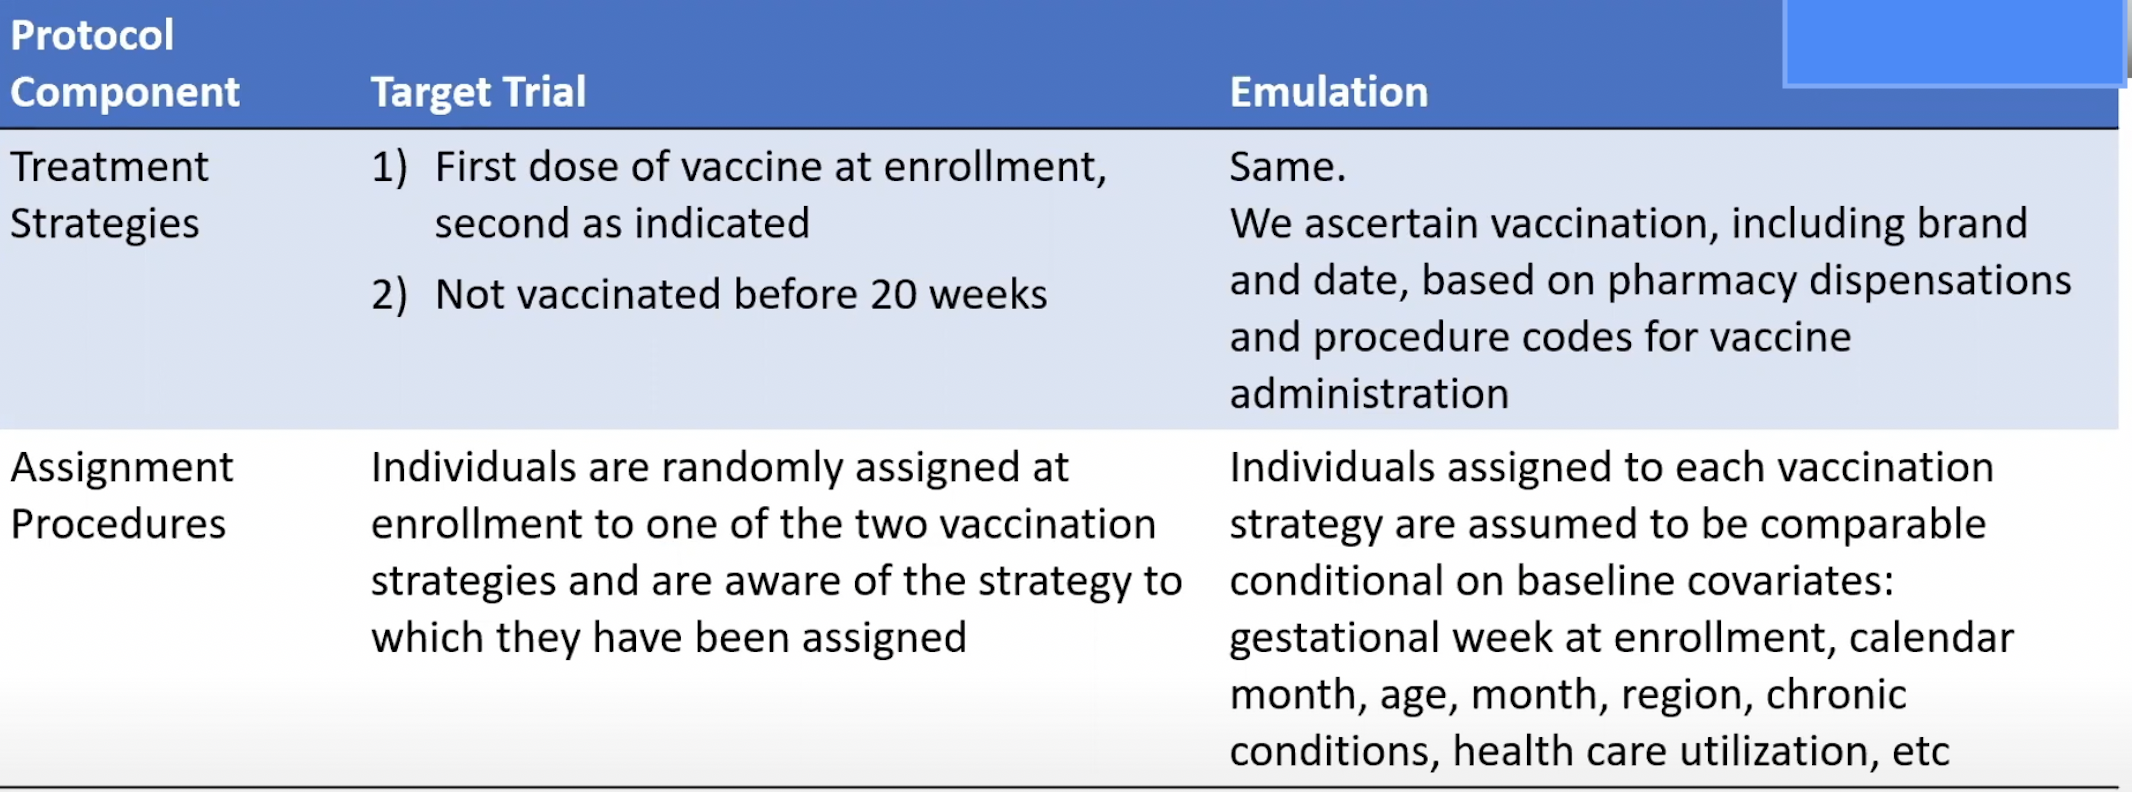 Protocol
Component
Target Trial
Emulation
Treatment
Strategies
1) First dose of vaccine at enrollment,
second as indicated
2) Not vaccinated before 20 weeks
Same.
We ascertain vaccination, including brand
and date, based on pharmacy dispensations
and procedure codes for vaccine
administration
Assignment
Procedures
Individuals are randomly assigned at
enrollment to one of the two vaccination
strategies and are aware of the strategy to
which they have been assigned
Individuals assigned to each vaccination
strategy are assumed to be comparable
conditional on baseline covariates:
gestational week at enrollment, calendar
month, age, month, region, chronic
conditions, health care utilization, etc